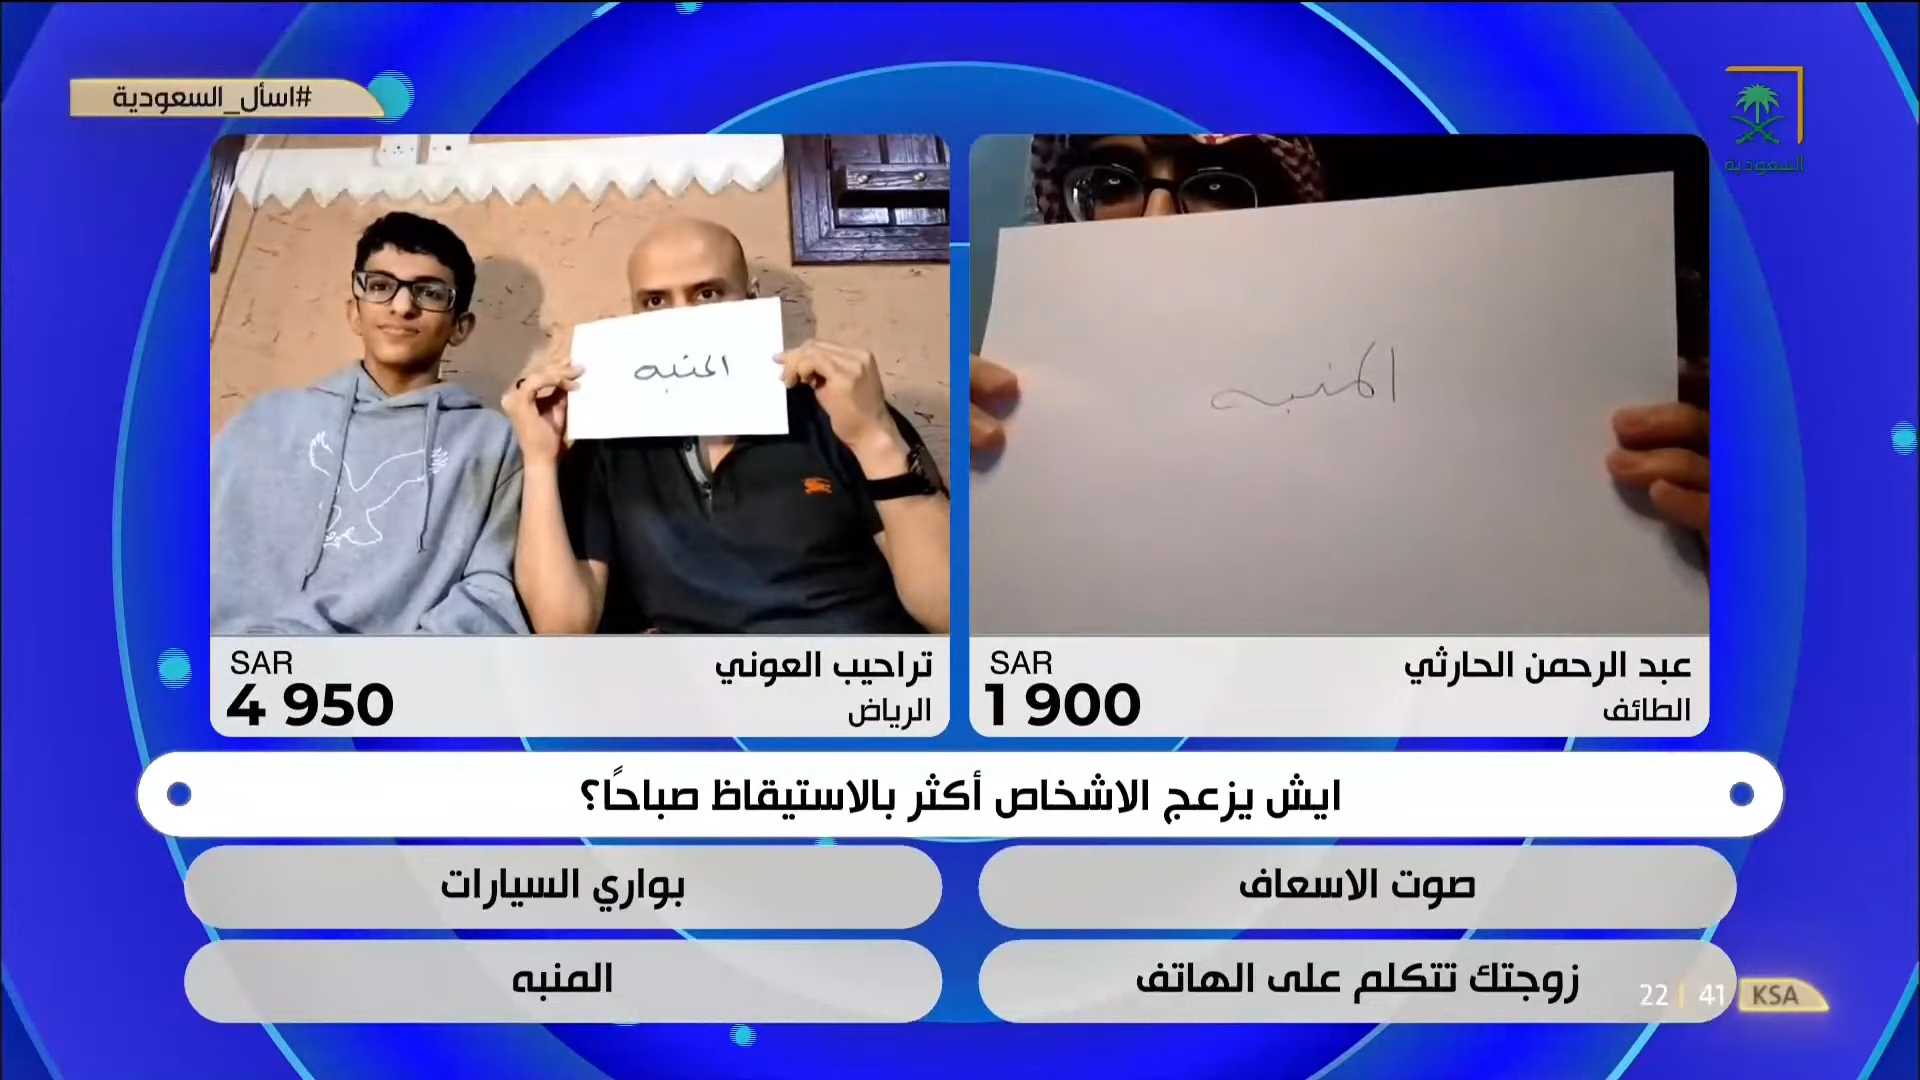 #اسأل_السعودية
السعودية
المنبه
المنبه
عبد الرحمن الحارثي
الطائف
SAR
1 900
تراحيب العوني
الرياض
SAR
4 950
ايش يزعج الاشخاص أكثر بالاستيقاظ صباحًا؟
صوت الاسعاف
بواري السيارات
زوجتك تتكلم على الهاتف
المنبه
22 | 41 KSA